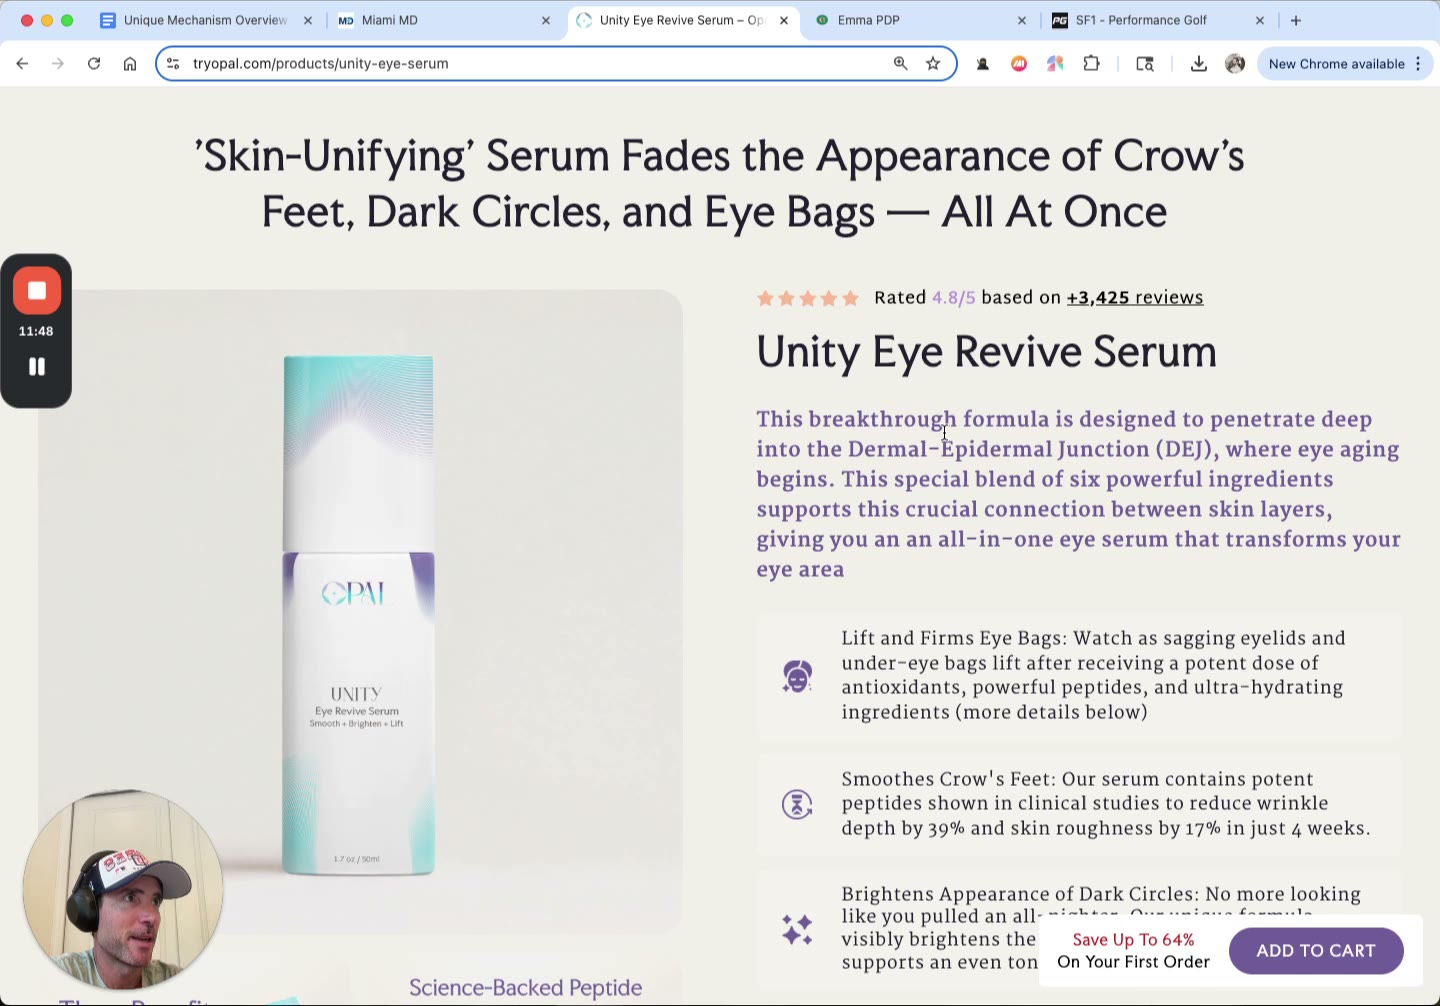 Unique Mechanism Overview
MD Miami MD
Unity Eye Revive Serum – Op
Emma PDP
PG SF1 - Performance Golf
tryopal.com/products/unity-eye-serum
New Chrome available
'Skin-Unifying' Serum Fades the Appearance of Crow's
Feet, Dark Circles, and Eye Bags — All At Once
11:48
OPAL
UNITY
Eye Revive Serum
Smooth + Brighten + Lift
1.7 oz / 50ml
Rated 4.8/5 based on +3,425 reviews
Unity Eye Revive Serum
This breakthrough formula is designed to penetrate deep
into the Dermal-Epidermal Junction (DEJ), where eye aging
begins. This special blend of six powerful ingredients
supports this crucial connection between skin layers,
giving you an an all-in-one eye serum that transforms your
eye area
Lift and Firms Eye Bags: Watch as sagging eyelids and
under-eye bags lift after receiving a potent dose of
antioxidants, powerful peptides, and ultra-hydrating
ingredients (more details below)
Smoothes Crow's Feet: Our serum contains potent
peptides shown in clinical studies to reduce wrinkle
depth by 39% and skin roughness by 17% in just 4 weeks.
Brightens Appearance of Dark Circles: No more looking
like you pulled an all-nighter. Our unique formula
visibly brightens the
supports an even ton
Save Up To 64%
On Your First Order
ADD TO CART
Science-Backed Peptide